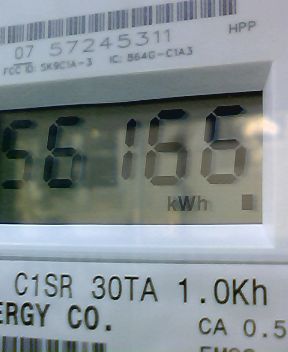 07 57245311
HPP
FCC ID: SK9C1A-3 IC: 864G-C1A3
56166
kWh
C1SR 30TA 1.0Kh
ERGY CO.
CA 0.5